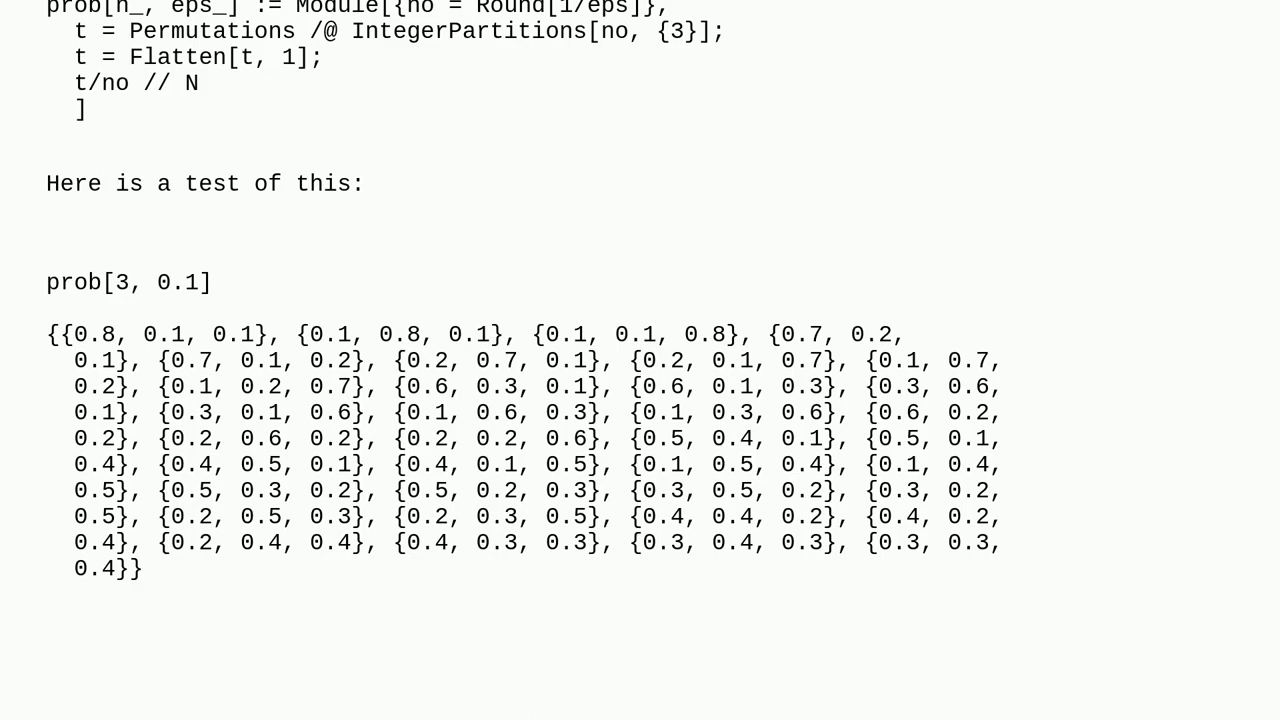 prob[n_, eps_] := Module[{no = Round[1/eps]},
t = Permutations /@ IntegerPartitions[no, {3}];
t = Flatten[t, 1];
t/no // N
]
Here is a test of this:
prob[3, 0.1]
{{0.8, 0.1, 0.1}, {0.1, 0.8, 0.1}, {0.1, 0.1, 0.8}, {0.7, 0.2,
0.1}, {0.7, 0.1, 0.2}, {0.2, 0.7, 0.1}, {0.2, 0.1, 0.7}, {0.1, 0.7,
0.2}, {0.1, 0.2, 0.7}, {0.6, 0.3, 0.1}, {0.6, 0.1, 0.3}, {0.3, 0.6,
0.1}, {0.3, 0.1, 0.6}, {0.1, 0.6, 0.3}, {0.1, 0.3, 0.6}, {0.6, 0.2,
0.2}, {0.2, 0.6, 0.2}, {0.2, 0.2, 0.6}, {0.5, 0.4, 0.1}, {0.5, 0.1,
0.4}, {0.4, 0.5, 0.1}, {0.4, 0.1, 0.5}, {0.1, 0.5, 0.4}, {0.1, 0.4,
0.5}, {0.5, 0.3, 0.2}, {0.5, 0.2, 0.3}, {0.3, 0.5, 0.2}, {0.3, 0.2,
0.5}, {0.2, 0.5, 0.3}, {0.2, 0.3, 0.5}, {0.4, 0.4, 0.2}, {0.4, 0.2,
0.4}, {0.2, 0.4, 0.4}, {0.4, 0.3, 0.3}, {0.3, 0.4, 0.3}, {0.3, 0.3,
0.4}}